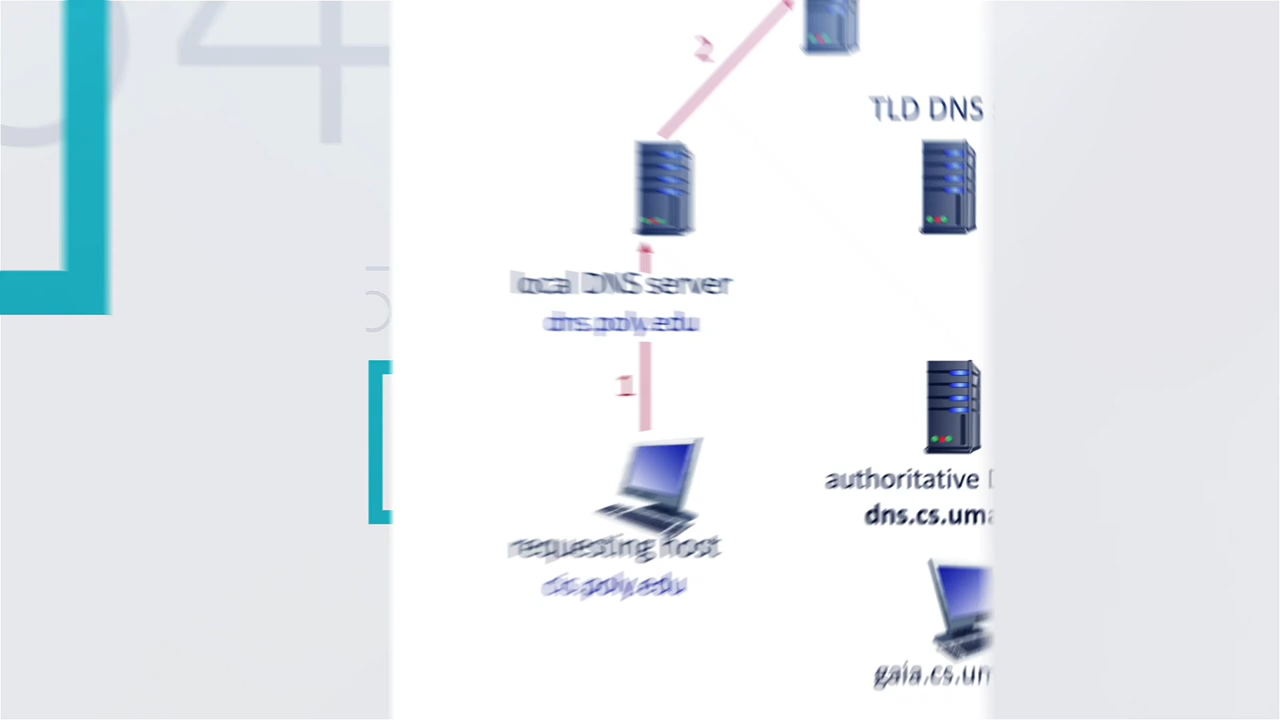 04
2
TLD DNS
local DNS server
dns.poly.edu
1
authoritative
dns.cs.uma
requesting host
cis.poly.edu
gaia.cs.um